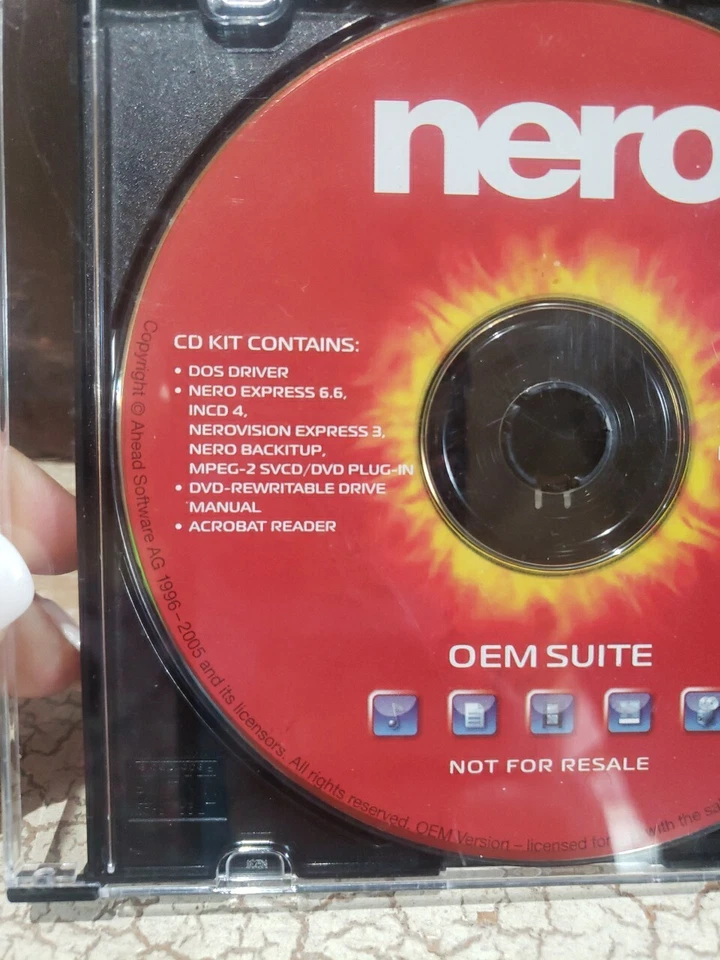 nero
CD KIT CONTAINS:
• DOS DRIVER
• NERO EXPRESS 6.6,
INCD 4,
NEROVISION EXPRESS 3,
NERO BACKITUP,
MPEG-2 SVCD/DVD PLUG-IN
• DVD-REWRITABLE DRIVE
MANUAL
• ACROBAT READER
OEM SUITE
NOT FOR RESALE
Copyright © Ahead Software AG 1996-2005 and its licensors. All rights reserved. OEM Version - licensed for with the